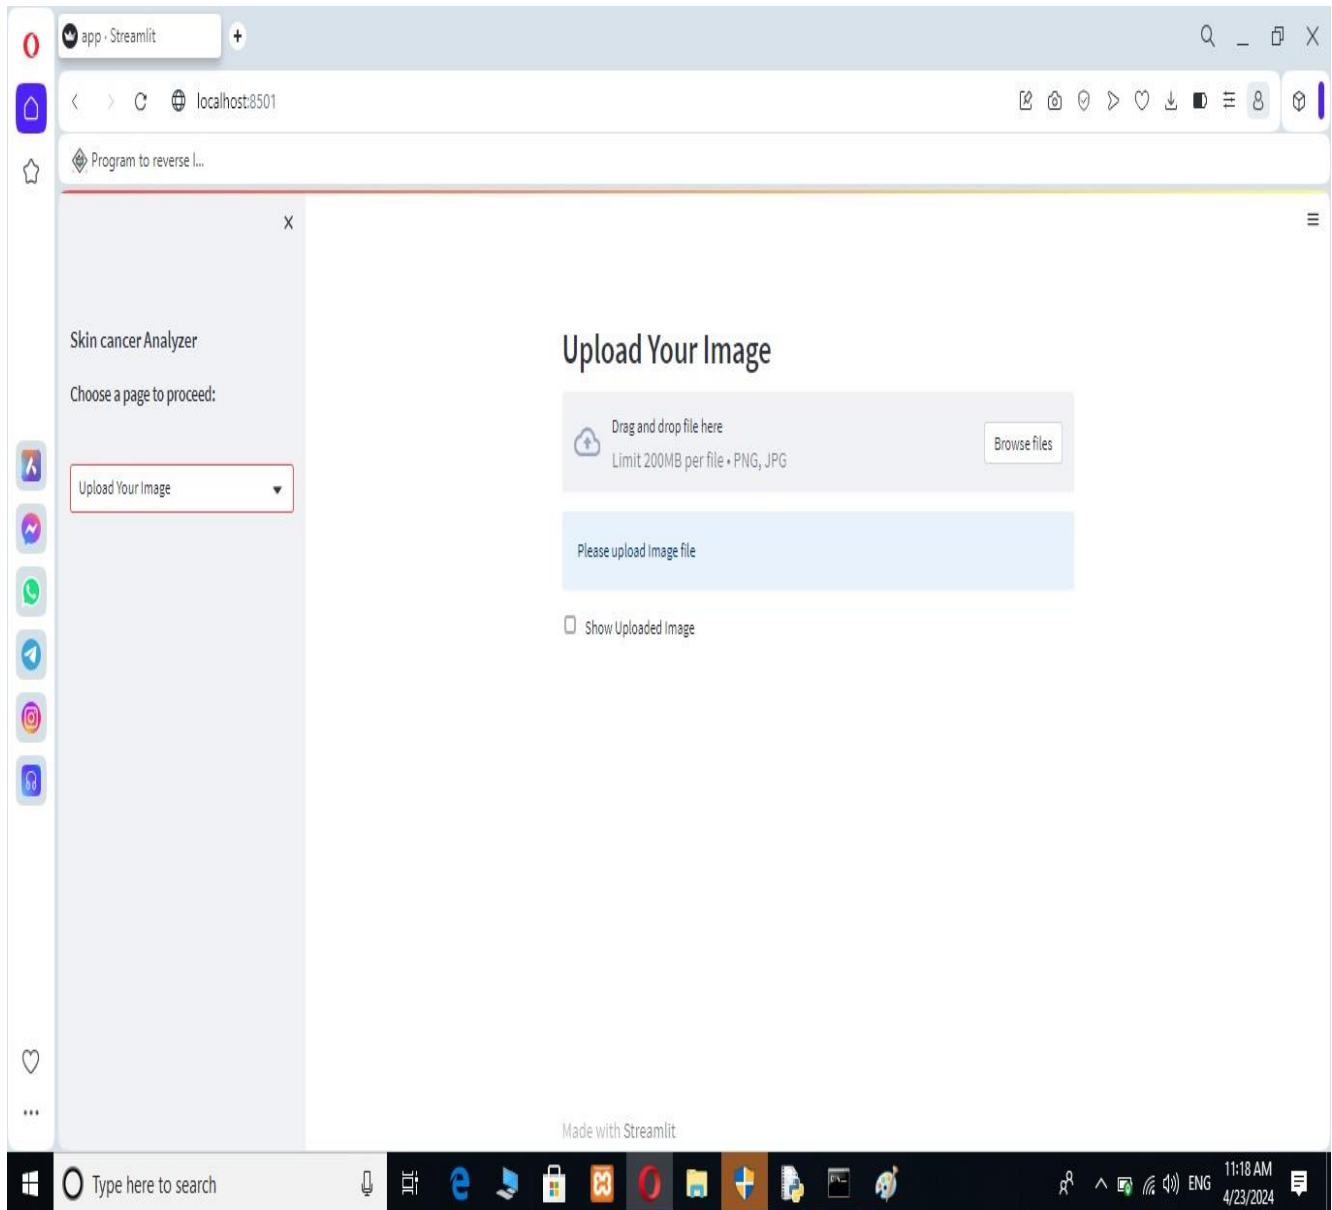 app · Streamlit
localhost:8501
Program to reverse l...
Skin cancer Analyzer
Choose a page to proceed:
Upload Your Image
Upload Your Image
Drag and drop file here
Limit 200MB per file • PNG, JPG
Browse files
Please upload Image file
Show Uploaded Image
Made with Streamlit
Type here to search
ENG
11:18 AM
4/23/2024